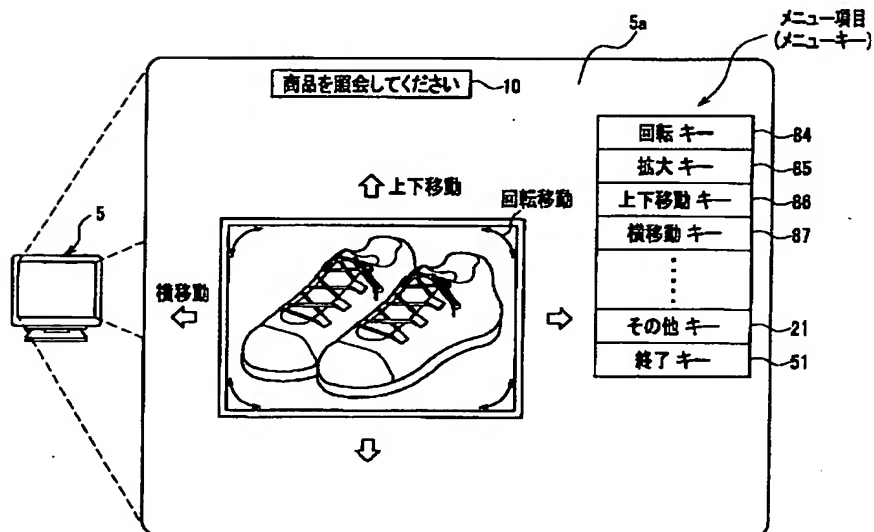 メニュー項目
(メニューキー)
5a
商品を照会してください
10
回転 キー
84
拡大 キー
85
上下移動 キー
86
横移動 キー
87
その他 キー
21
終了 キー
51
上下移動
回転移動
横移動
5